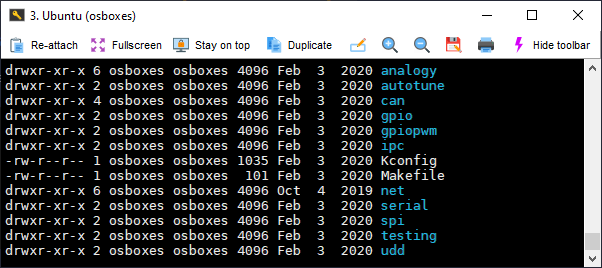 3. Ubuntu (osboxes)
Re-attach Fullscreen Stay on top Duplicate Hide toolbar
drwxr-xr-x 6 osboxes osboxes 4096 Feb  3  2020 analogy
drwxr-xr-x 2 osboxes osboxes 4096 Feb  3  2020 autotune
drwxr-xr-x 4 osboxes osboxes 4096 Feb  3  2020 can
drwxr-xr-x 2 osboxes osboxes 4096 Feb  3  2020 gpio
drwxr-xr-x 2 osboxes osboxes 4096 Feb  3  2020 gpiopwm
drwxr-xr-x 2 osboxes osboxes 4096 Feb  3  2020 ipc
-rw-r--r-- 1 osboxes osboxes 1035 Feb  3  2020 Kconfig
-rw-r--r-- 1 osboxes osboxes  101 Feb  3  2020 Makefile
drwxr-xr-x 6 osboxes osboxes 4096 Oct  4  2019 net
drwxr-xr-x 2 osboxes osboxes 4096 Feb  3  2020 serial
drwxr-xr-x 2 osboxes osboxes 4096 Feb  3  2020 spi
drwxr-xr-x 2 osboxes osboxes 4096 Feb  3  2020 testing
drwxr-xr-x 2 osboxes osboxes 4096 Feb  3  2020 udd